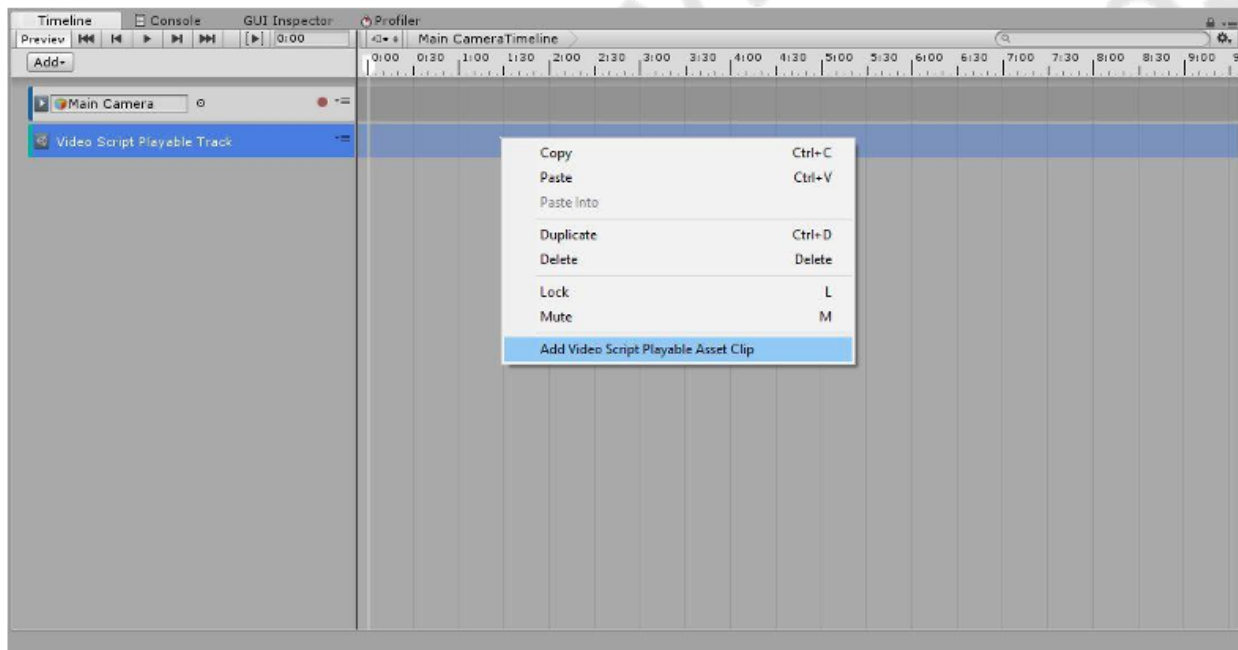 Timeline Console GUI Inspector Profiler
Preview 0:00 Main CameraTimeline
Add 0:00 0:30 1:00 1:30 2:00 2:30 3:00 3:30 4:00 4:30 5:00 5:30 6:00 6:30 7:00 7:30 8:00 8:30 9:00 9
Main Camera
Video Script Playable Track
Copy Ctrl+C
Paste Ctrl+V
Paste Into
Duplicate Ctrl+D
Delete Delete
Lock L
Mute M
Add Video Script Playable Asset Clip